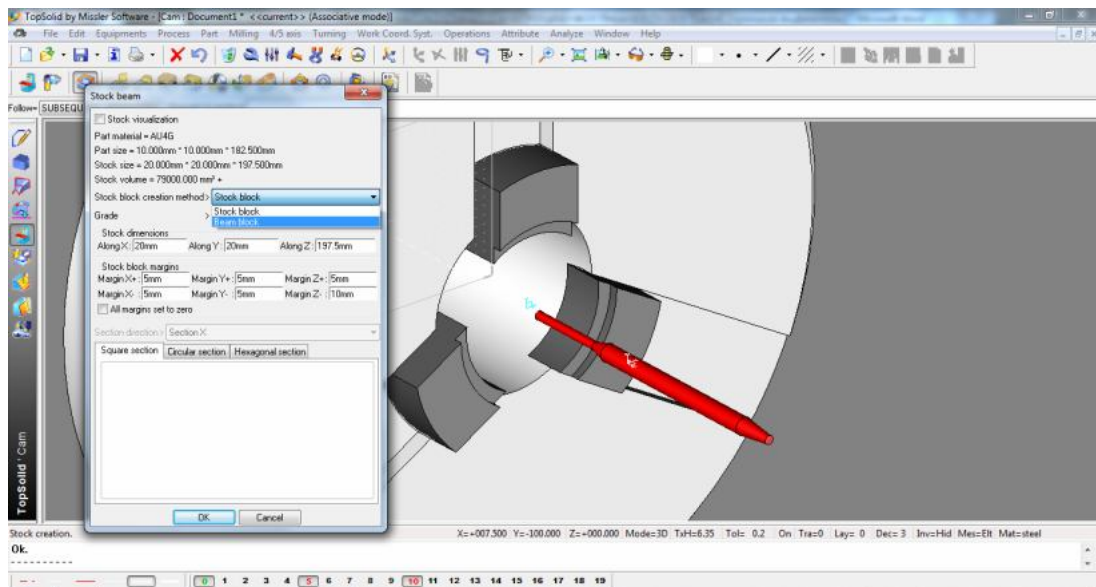 TopSolid by Missler Software - [Cam : Document1 * <<current>> (Associative mode)]
File Edit Equipments Process Part Milling 4/5 axis Turning Work Coord. Syst. Operations Attribute Analyze Window Help
Stock beam
Follow= SUBSEQU
Stock visualization
Part material = AU4G
Part size = 10.000mm * 10.000mm * 182.500mm
Stock size = 20.000mm * 20.000mm * 197.500mm
Stock volume = 79000.000 mm³ +
Stock block creation method> Stock block
Stock block
Grade >
Beam block
Stock dimensions
Along X: 20mm Along Y: 20mm Along Z: 197.5mm
Stock block margins
Margin X+ : 5mm Margin Y+ : 5mm Margin Z+ : 5mm
Margin X- : 5mm Margin Y- : 5mm Margin Z- : 10mm
All margins set to zero
Section direction> Section X
Square section Circular section Hexagonal section
OK Cancel
TopSolid'Cam
Stock creation. X=+007.500 Y=-100.000 Z=+000.000 Mode=3D TxH=6.35 Tol= 0.2 On Tra=0 Lay= 0 Dec= 3 Inv=Hid Mes=Elt Mat=steel
Ok.
----------
0 1 2 3 4 5 6 7 8 9 10 11 12 13 14 15 16 17 18 19